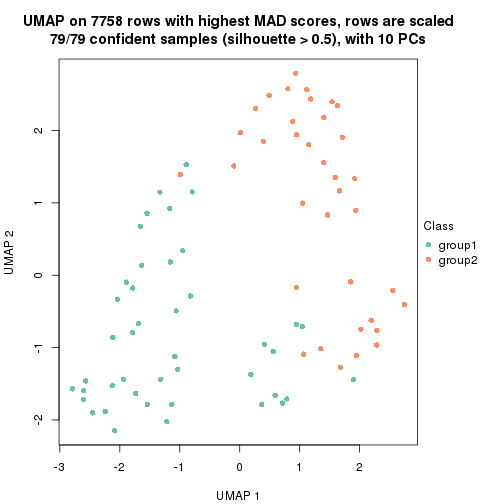 UMAP on 7758 rows with highest MAD scores, rows are scaled
79/79 confident samples (silhouette > 0.5), with 10 PCs
UMAP 2
2
1
0
-1
-2
-3
-2
-1
0
1
2
UMAP 1
Class
group1
group2